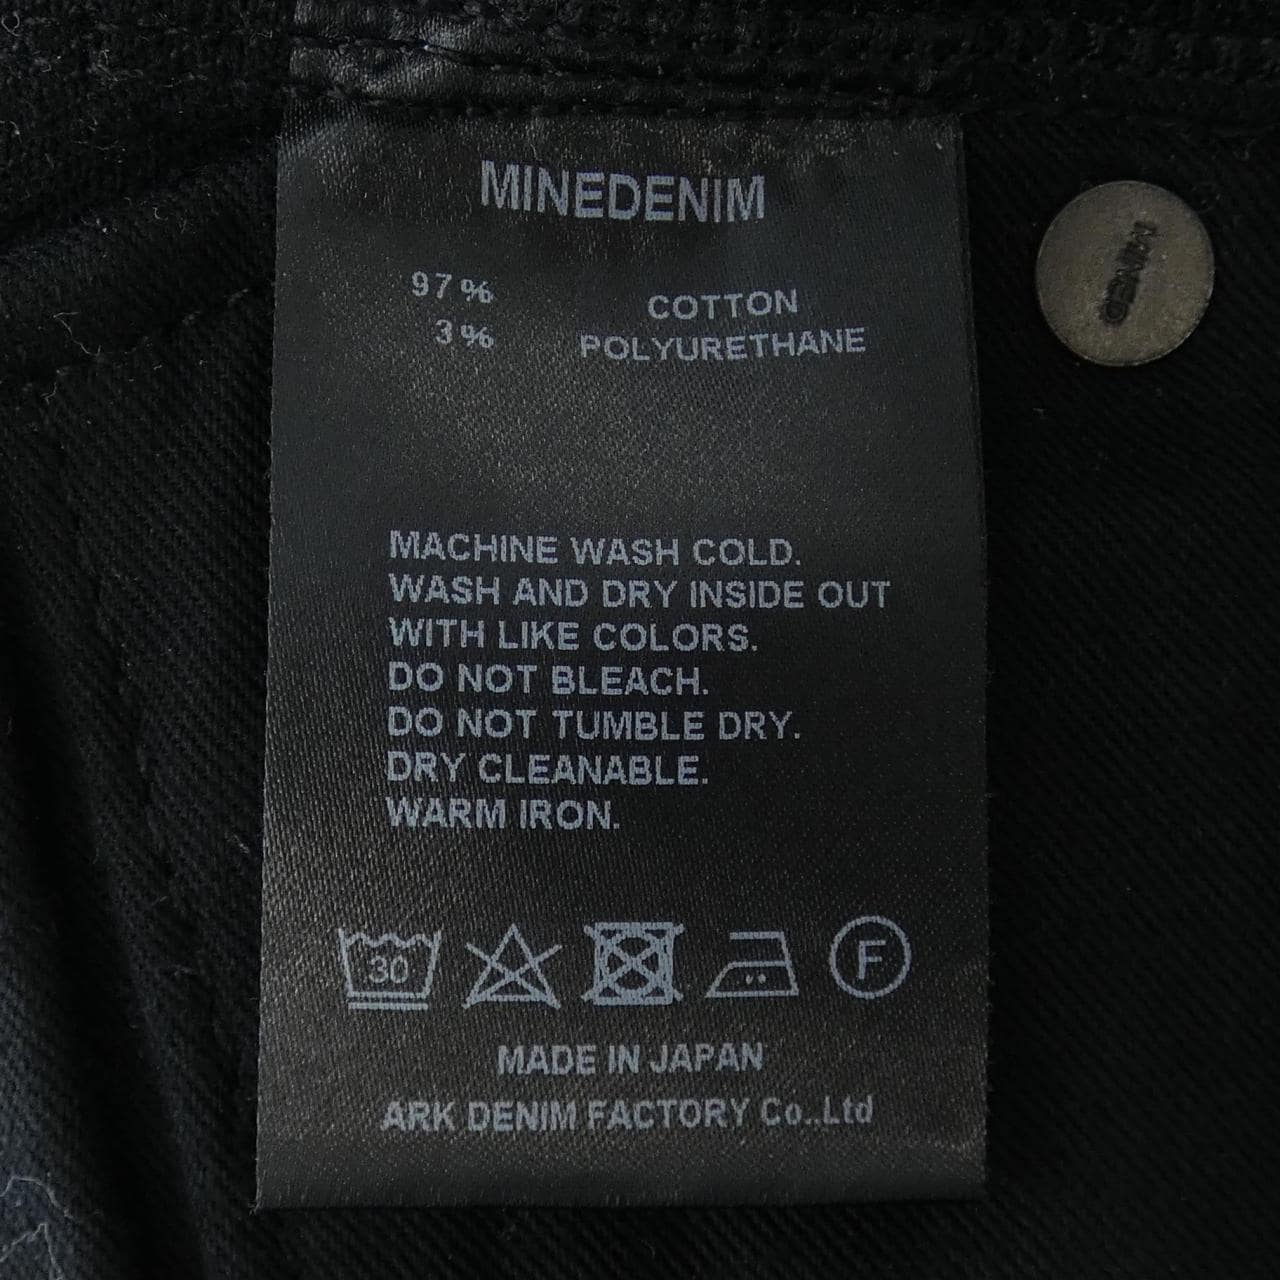 MINEDENIM
97% COTTON
3% POLYURETHANE
MINED
MACHINE WASH COLD.
WASH AND DRY INSIDE OUT
WITH LIKE COLORS.
DO NOT BLEACH.
DO NOT TUMBLE DRY.
DRY CLEANABLE.
WARM IRON.
30
F
MADE IN JAPAN
ARK DENIM FACTORY Co.,Ltd